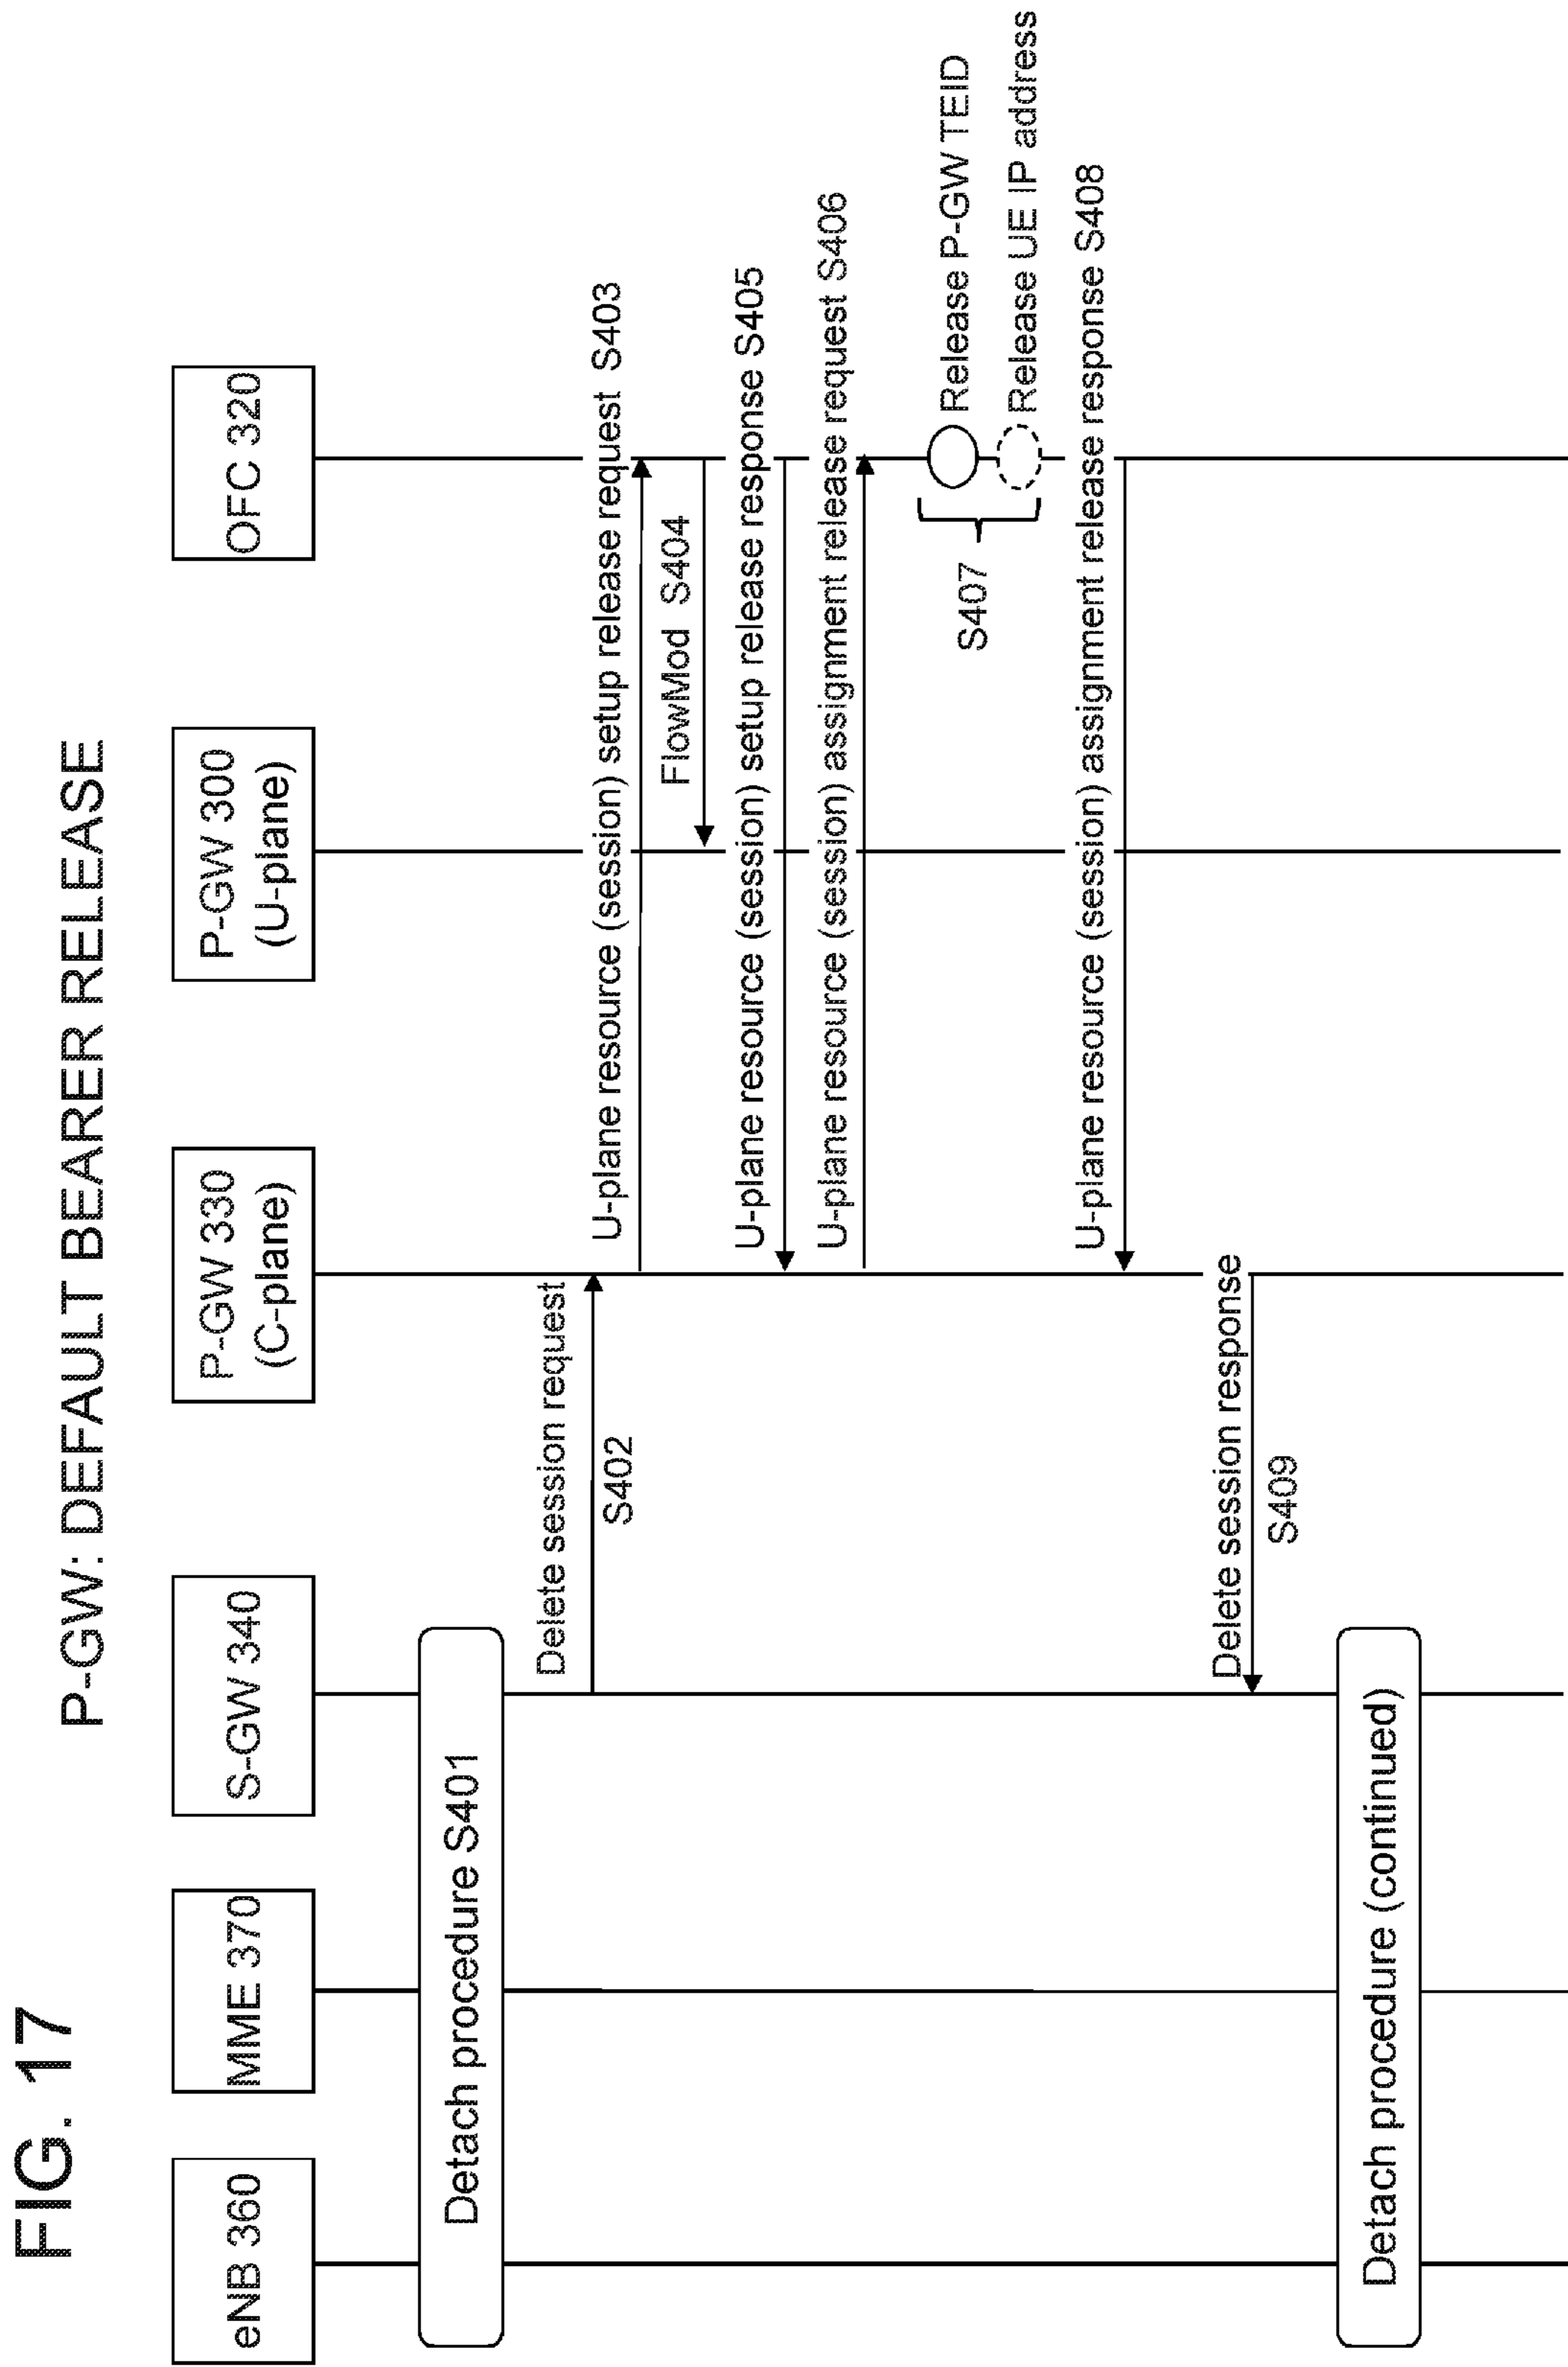 FIG. 17
P-GW: DEFAULT BEARER RELEASE
eNB 360
MME 370
S-GW 340
P-GW 330
(C-plane)
P-GW 300
(U-plane)
OFC 320
Detach procedure S401
Delete session request
S402
U-plane resource (session) setup release request S403
FlowMod S404
U-plane resource (session) setup release response S405
U-plane resource (session) assignment release request S406
S407
Release P-GW TEID
Release UE IP address
U-plane resource (session) assignment release response S408
Delete session response
S409
Detach procedure (continued)